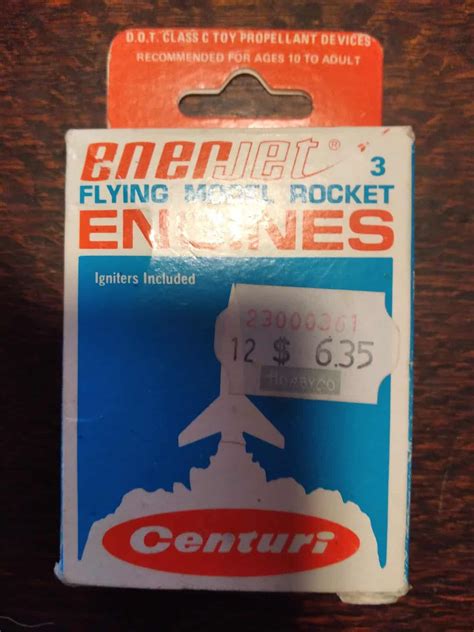 D.O.T. CLASS C TOY PROPELLANT DEVICES
RECOMMENDED FOR AGES 10 TO ADULT
enerjet® 3
FLYING MODEL ROCKET
ENGINES
Igniters Included
23000361
12 $ 6.35
HOBBYCO
Centuri